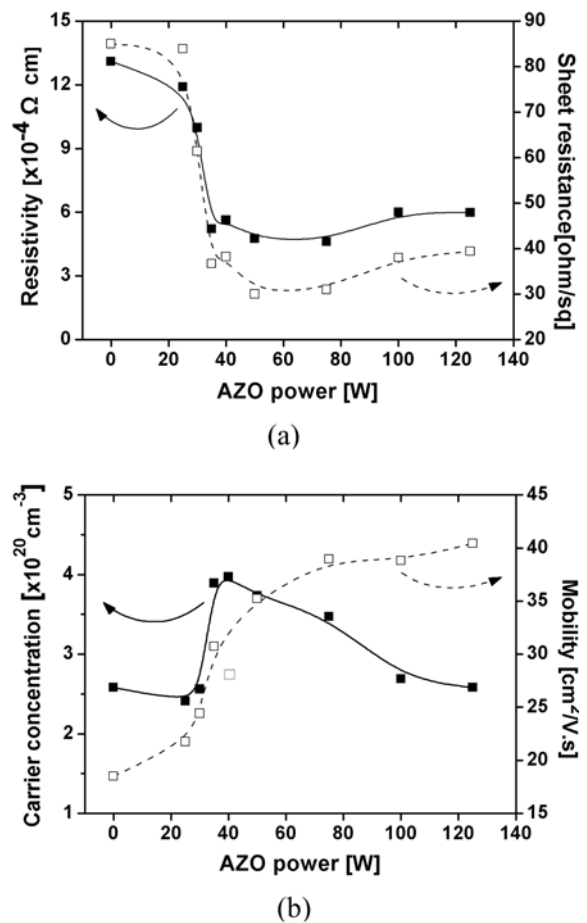 15
12
9
6
3
0
Resistivity [x10⁻⁴ Ω cm]
90
80
70
60
50
40
30
20
Sheet resistance[ohm/sq]
0 20 40 60 80 100 120 140
AZO power [W]
(a)
5
4
3
2
1
Carrier concentration [x10²⁰ cm⁻³]
45
40
35
30
25
20
15
Mobility [cm²/V.s]
0 20 40 60 80 100 120 140
AZO power [W]
(b)